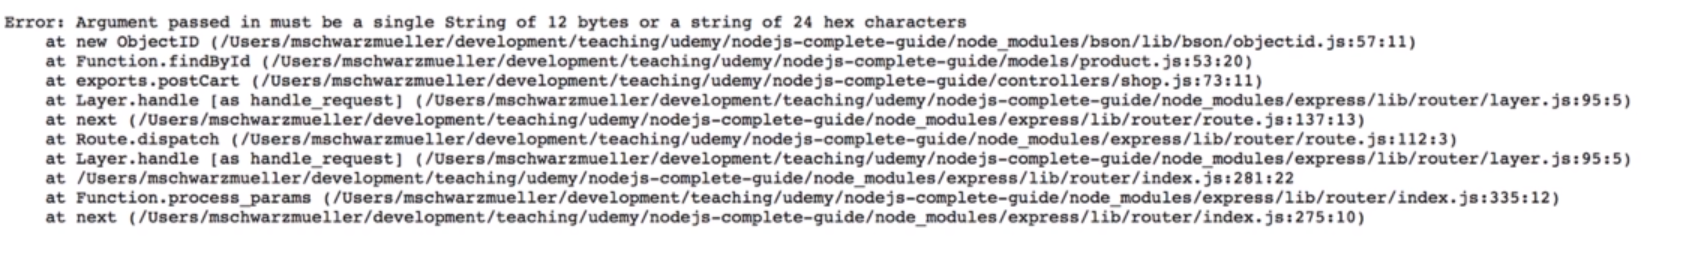 Error: Argument passed in must be a single String of 12 bytes or a string of 24 hex characters
at new ObjectID (/Users/mschwarzmueller/development/teaching/udemy/nodejs-complete-guide/node_modules/bson/lib/bson/objectid.js:57:11)
at Function.findById (/Users/mschwarzmueller/development/teaching/udemy/nodejs-complete-guide/models/product.js:53:20)
at exports.postCart (/Users/mschwarzmueller/development/teaching/udemy/nodejs-complete-guide/controllers/shop.js:73:11)
at Layer.handle [as handle_request] (/Users/mschwarzmueller/development/teaching/udemy/nodejs-complete-guide/node_modules/express/lib/router/layer.js:95:5)
at next (/Users/mschwarzmueller/development/teaching/udemy/nodejs-complete-guide/node_modules/express/lib/router/route.js:137:13)
at Route.dispatch (/Users/mschwarzmueller/development/teaching/udemy/nodejs-complete-guide/node_modules/express/lib/router/route.js:112:3)
at Layer.handle [as handle_request] (/Users/mschwarzmueller/development/teaching/udemy/nodejs-complete-guide/node_modules/express/lib/router/layer.js:95:5)
at /Users/mschwarzmueller/development/teaching/udemy/nodejs-complete-guide/node_modules/express/lib/router/index.js:281:22
at Function.process_params (/Users/mschwarzmueller/development/teaching/udemy/nodejs-complete-guide/node_modules/express/lib/router/index.js:335:12)
at next (/Users/mschwarzmueller/development/teaching/udemy/nodejs-complete-guide/node_modules/express/lib/router/index.js:275:10)